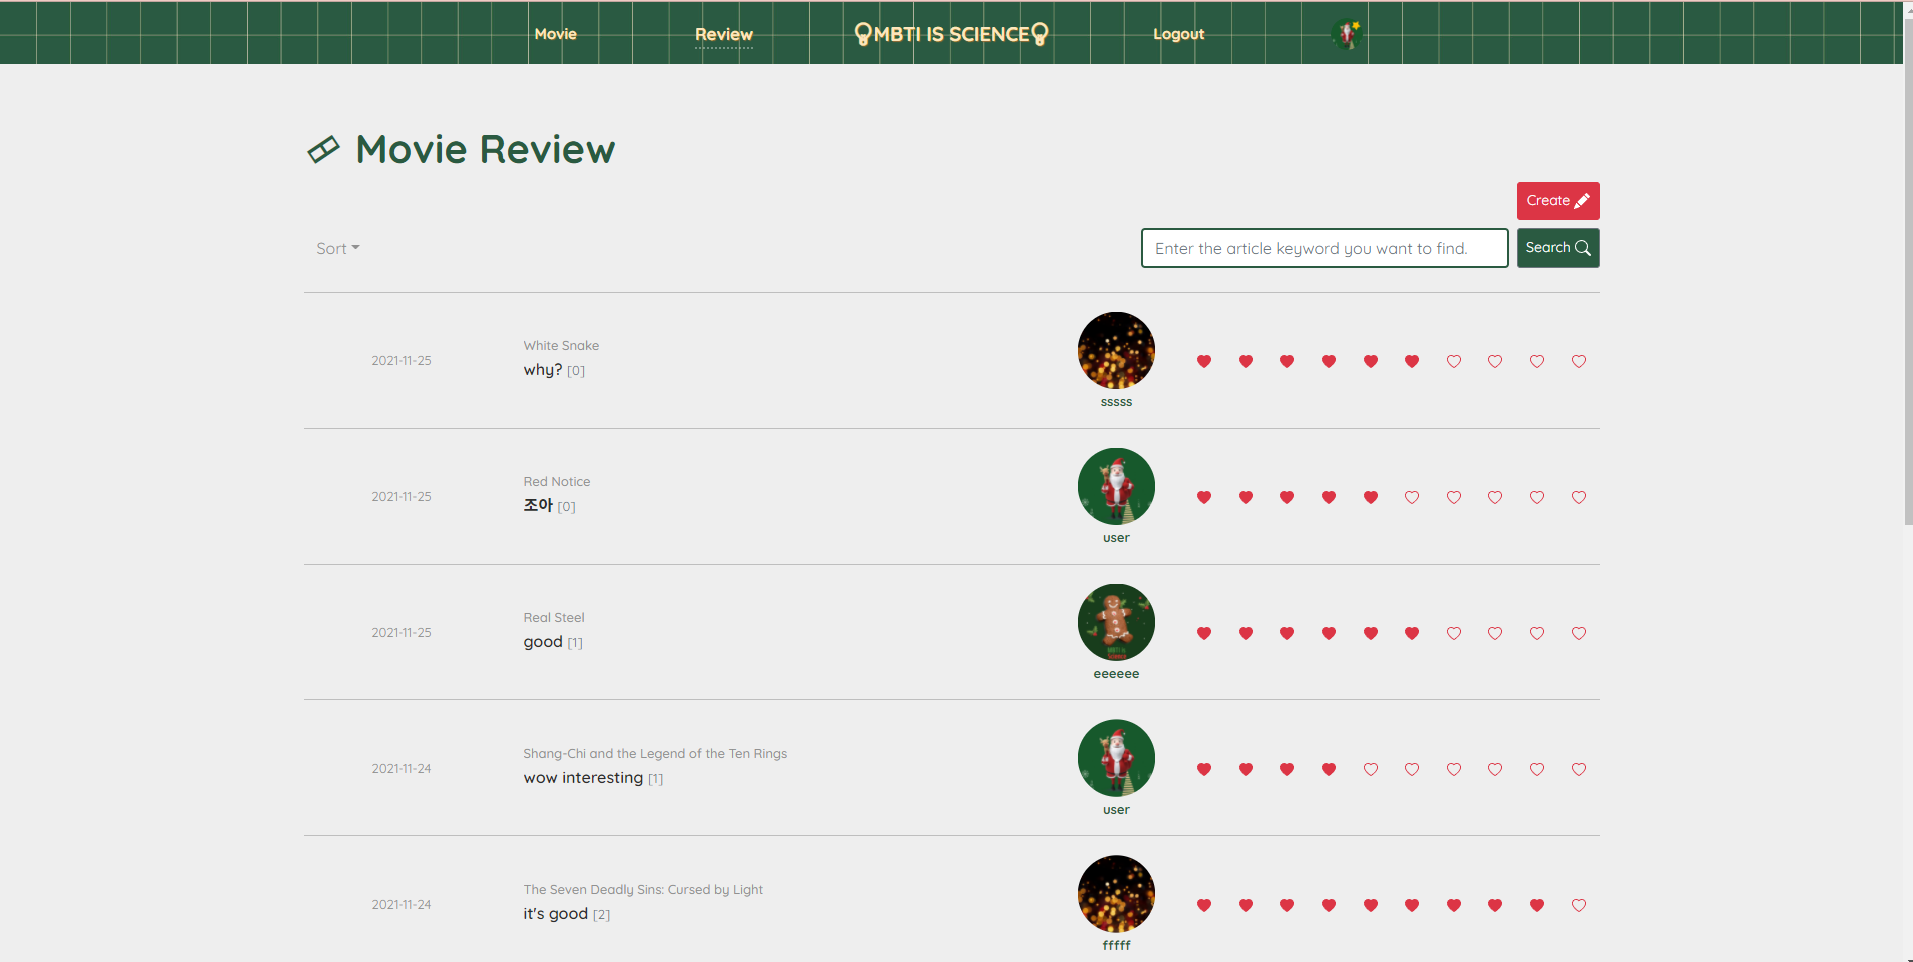 Movie
Review
MBTI IS SCIENCE
Logout
Movie Review
Create
Sort
Enter the article keyword you want to find.
Search
2021-11-25
White Snake
why? [0]
sssss
2021-11-25
Red Notice
조아 [0]
user
2021-11-25
Real Steel
good [1]
MBTI is
Science
eeeeee
2021-11-24
Shang-Chi and the Legend of the Ten Rings
wow interesting [1]
user
2021-11-24
The Seven Deadly Sins: Cursed by Light
it's good [2]
fffff